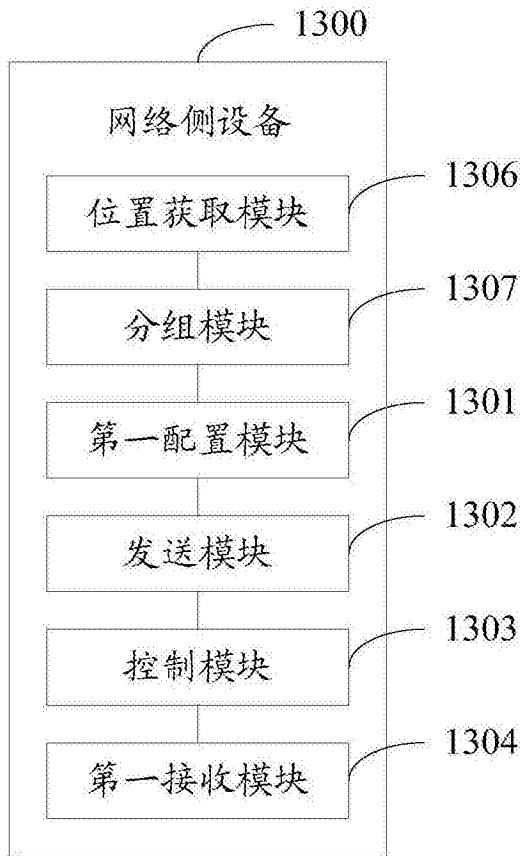 1300
网络侧设备
位置获取模块
1306
分组模块
1307
第一配置模块
1301
发送模块
1302
控制模块
1303
第一接收模块
1304